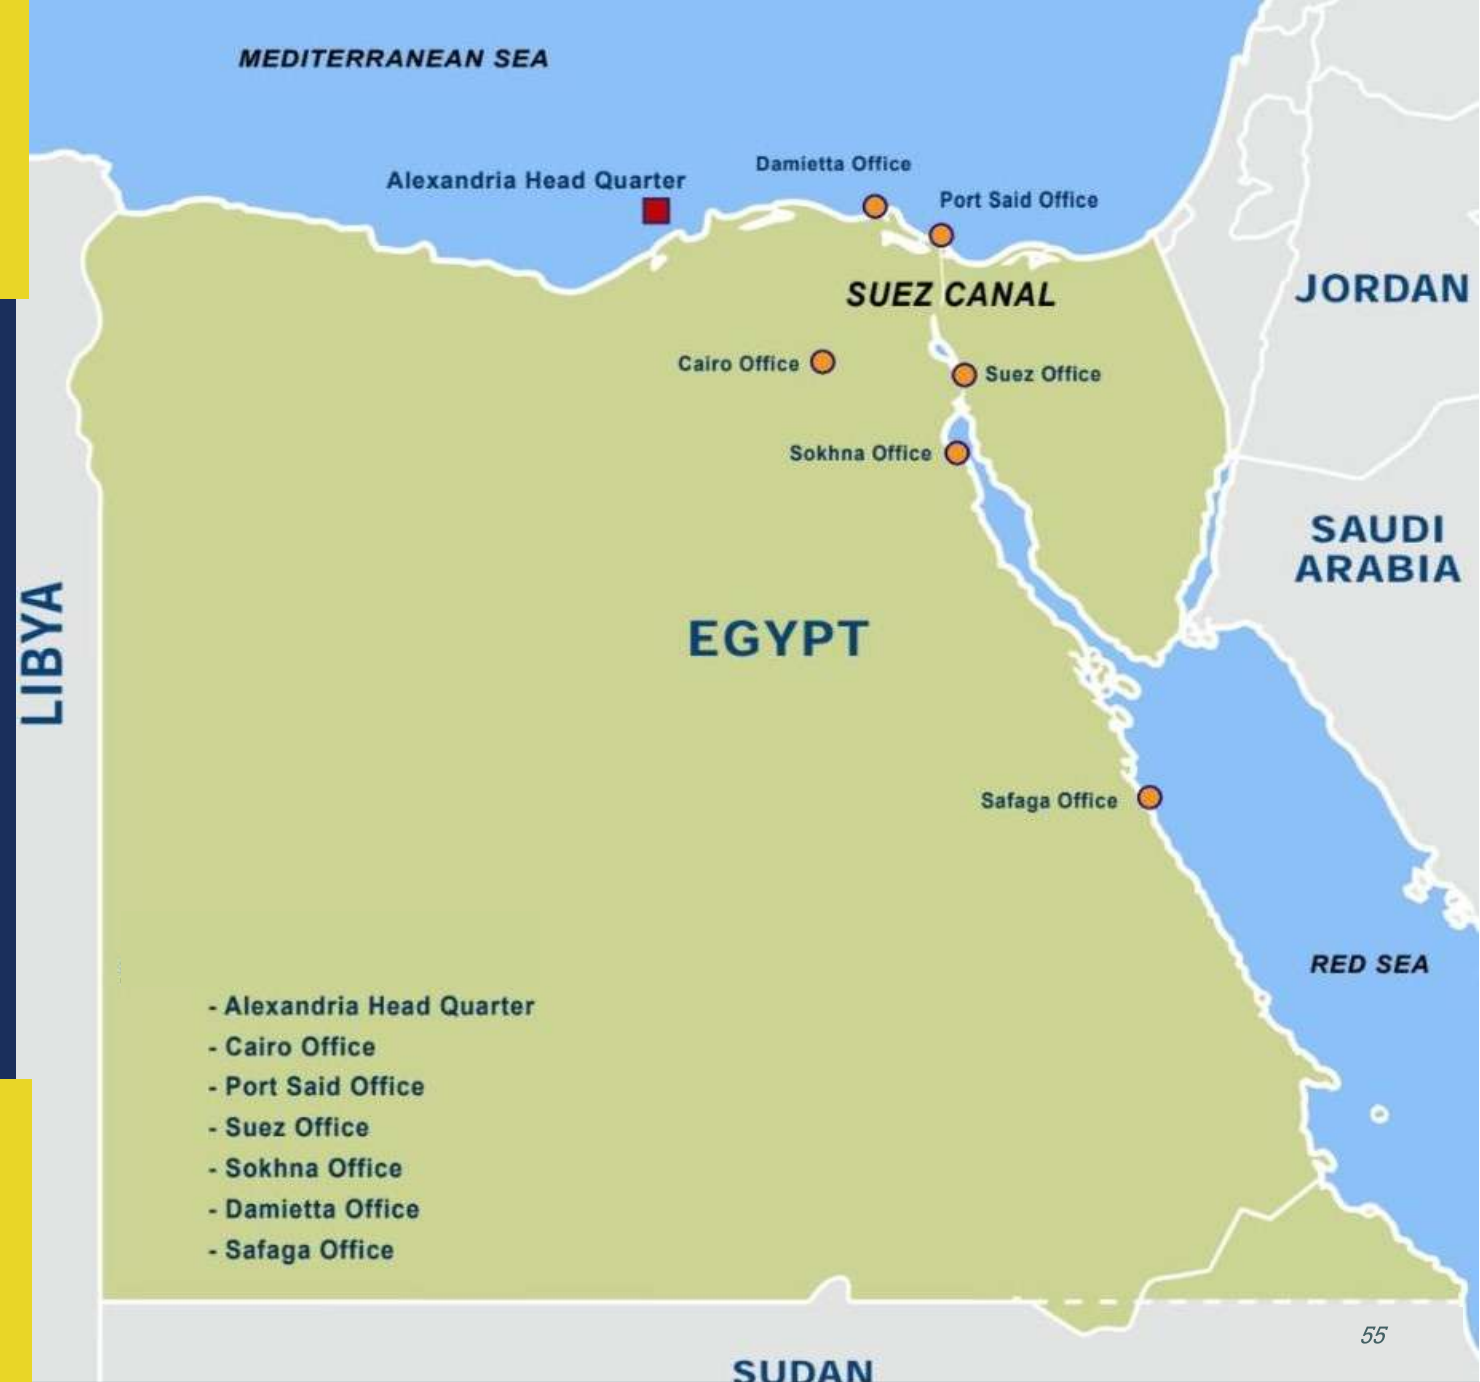 MEDITERRANEAN SEA
Damietta Office
Alexandria Head Quarter
Port Said Office
SUEZ CANAL
JORDAN
Cairo Office
Suez Office
Sokhna Office
SAUDI
ARABIA
LIBYA
EGYPT
Safaga Office
RED SEA
- Alexandria Head Quarter
- Cairo Office
- Port Said Office
- Suez Office
- Sokhna Office
- Damietta Office
- Safaga Office
55
SUDAN